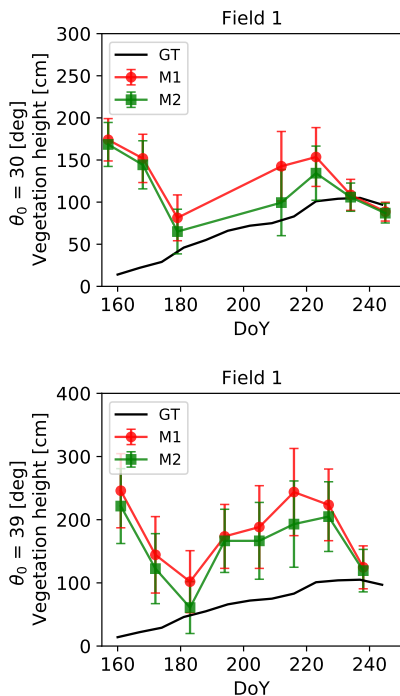 Field 1
300
250
200
150
100
50
0
GT
M1
M2
θ₀ = 30 [deg]
Vegetation height [cm]
160 180 200 220 240
DoY
Field 1
400
300
200
100
0
GT
M1
M2
θ₀ = 39 [deg]
Vegetation height [cm]
160 180 200 220 240
DoY